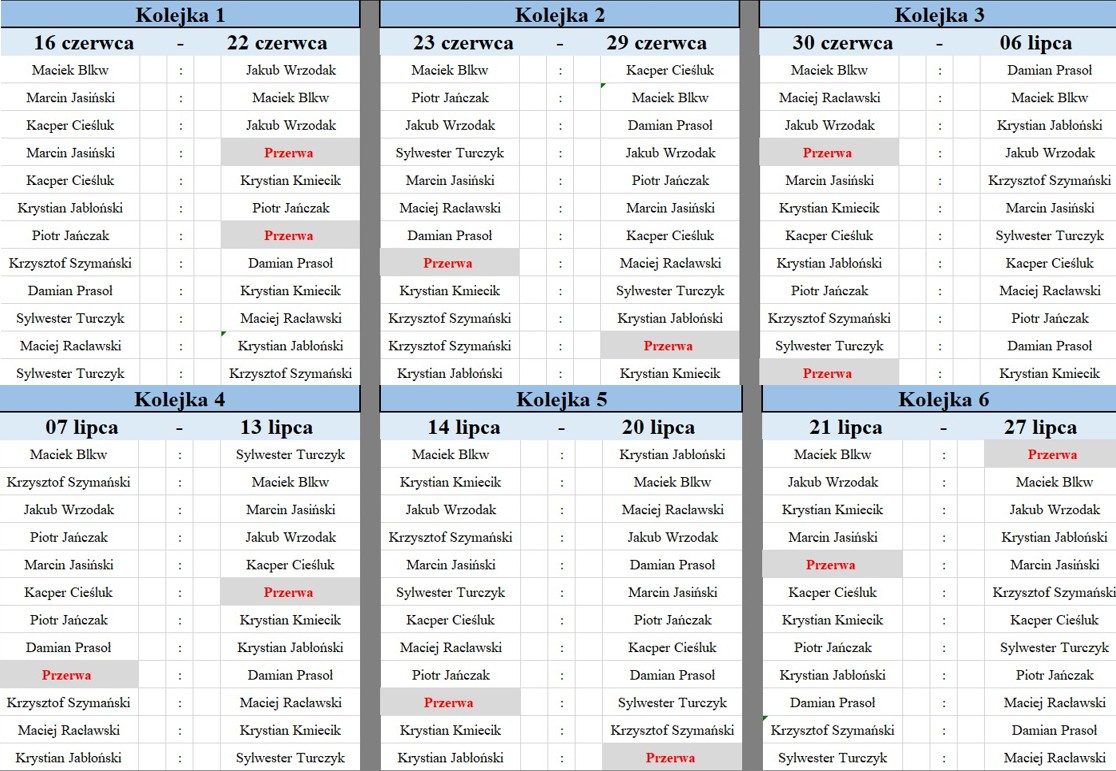 Kolejka 1
16 czerwca - 22 czerwca
Maciek Blkw : Jakub Wrzodak
Marcin Jasiński : Maciek Blkw
Kacper Cieśluk : Jakub Wrzodak
Marcin Jasiński : Przerwa
Kacper Cieśluk : Krystian Kmiecik
Krystian Jabłoński : Piotr Jańczak
Piotr Jańczak : Przerwa
Krzysztof Szymański : Damian Prasoł
Damian Prasoł : Krystian Kmiecik
Sylwester Turczyk : Maciej Racławski
Maciej Racławski : Krystian Jabłoński
Sylwester Turczyk : Krzysztof Szymański
Kolejka 2
23 czerwca - 29 czerwca
Maciek Blkw : Kacper Cieśluk
Piotr Jańczak : Maciek Blkw
Jakub Wrzodak : Damian Prasoł
Sylwester Turczyk : Jakub Wrzodak
Marcin Jasiński : Piotr Jańczak
Maciej Racławski : Marcin Jasiński
Damian Prasoł : Kacper Cieśluk
Przerwa : Maciej Racławski
Krystian Kmiecik : Sylwester Turczyk
Krzysztof Szymański : Krystian Jabłoński
Krzysztof Szymański : Przerwa
Krystian Jabłoński : Krystian Kmiecik
Kolejka 3
30 czerwca - 06 lipca
Maciek Blkw : Damian Prasoł
Maciej Racławski : Maciek Blkw
Jakub Wrzodak : Krystian Jabłoński
Przerwa : Jakub Wrzodak
Marcin Jasiński : Krzysztof Szymański
Krystian Kmiecik : Marcin Jasiński
Kacper Cieśluk : Sylwester Turczyk
Krystian Jabłoński : Kacper Cieśluk
Piotr Jańczak : Maciej Racławski
Krzysztof Szymański : Piotr Jańczak
Sylwester Turczyk : Damian Prasoł
Przerwa : Krystian Kmiecik
Kolejka 4
07 lipca - 13 lipca
Maciek Blkw : Sylwester Turczyk
Krzysztof Szymański : Maciek Blkw
Jakub Wrzodak : Marcin Jasiński
Piotr Jańczak : Jakub Wrzodak
Marcin Jasiński : Kacper Cieśluk
Kacper Cieśluk : Przerwa
Piotr Jańczak : Krystian Kmiecik
Damian Prasoł : Krystian Jabłoński
Przerwa : Damian Prasoł
Krzysztof Szymański : Maciej Racławski
Maciej Racławski : Krystian Kmiecik
Krystian Jabłoński : Sylwester Turczyk
Kolejka 5
14 lipca - 20 lipca
Maciek Blkw : Krystian Jabłoński
Krystian Kmiecik : Maciek Blkw
Jakub Wrzodak : Maciej Racławski
Krzysztof Szymański : Jakub Wrzodak
Marcin Jasiński : Damian Prasoł
Sylwester Turczyk : Marcin Jasiński
Kacper Cieśluk : Piotr Jańczak
Maciej Racławski : Kacper Cieśluk
Piotr Jańczak : Damian Prasoł
Przerwa : Sylwester Turczyk
Krystian Kmiecik : Krzysztof Szymański
Krystian Jabłoński : Przerwa
Kolejka 6
21 lipca - 27 lipca
Maciek Blkw : Przerwa
Jakub Wrzodak : Maciek Blkw
Krystian Kmiecik : Jakub Wrzodak
Marcin Jasiński : Krystian Jabłoński
Przerwa : Marcin Jasiński
Kacper Cieśluk : Krzysztof Szymański
Krystian Kmiecik : Kacper Cieśluk
Piotr Jańczak : Sylwester Turczyk
Krystian Jabłoński : Piotr Jańczak
Damian Prasoł : Maciej Racławski
Krzysztof Szymański : Damian Prasoł
Sylwester Turczyk : Maciej Racławski